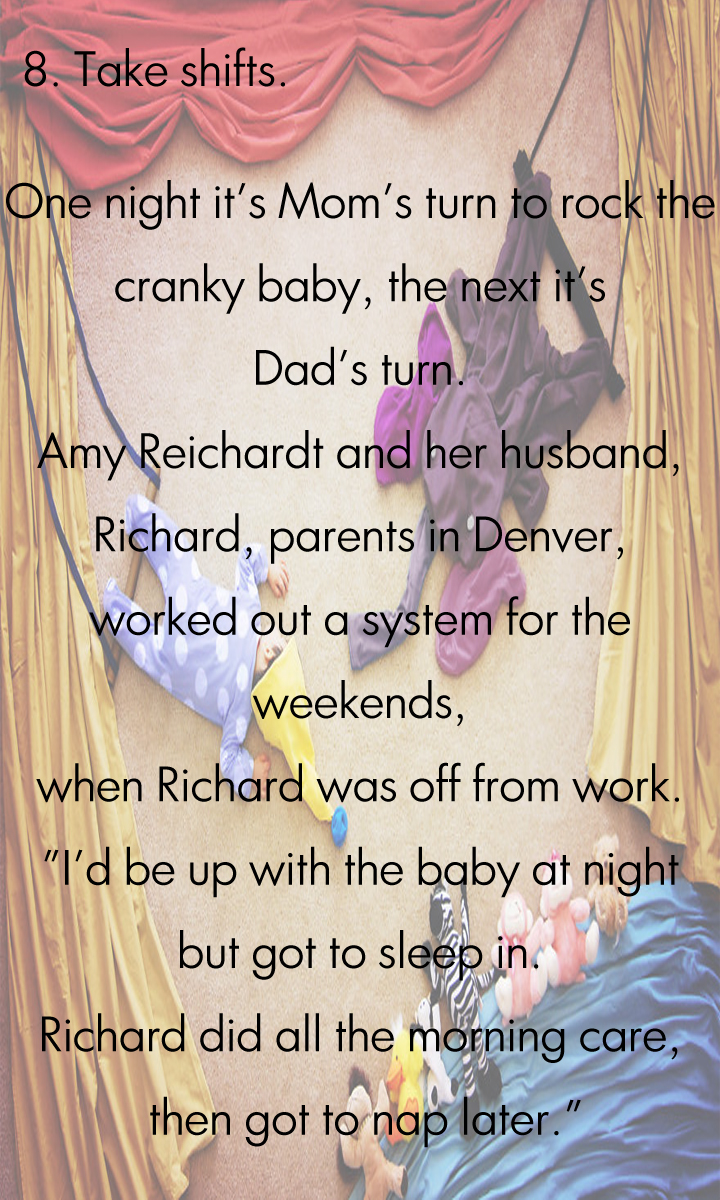 8. Take shifts.
One night it’s Mom’s turn to rock the
cranky baby, the next it’s
Dad’s turn.
Amy Reichardt and her husband,
Richard, parents in Denver,
worked out a system for the
weekends,
when Richard was off from work.
"I’d be up with the baby at night
but got to sleep in.
Richard did all the morning care,
then got to nap later."